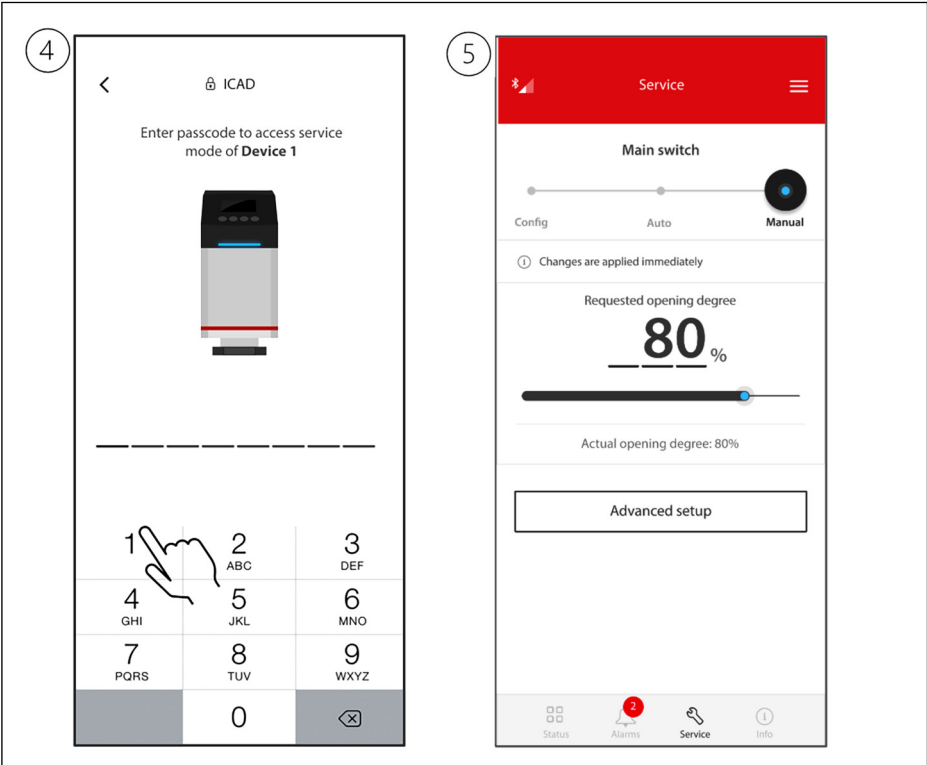 4
ICAD
Enter passcode to access service
mode of Device 1
1
2
ABC
3
DEF
4
GHI
5
JKL
6
MNO
7
PQRS
8
TUV
9
WXYZ
0
5
Service
Main switch
Config
Auto
Manual
i Changes are applied immediately
Requested opening degree
80 %
Actual opening degree: 80%
Advanced setup
2
i
Status
Alarms
Service
Info